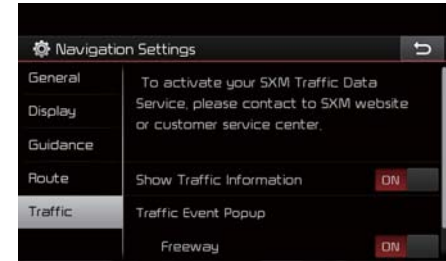 Navigation Settings
General
Display
Guidance
Route
Traffic
To activate your SXM Traffic Data
Service, please contact to SXM website
or customer service center.
Show Traffic Information ON
Traffic Event Popup
Freeway ON